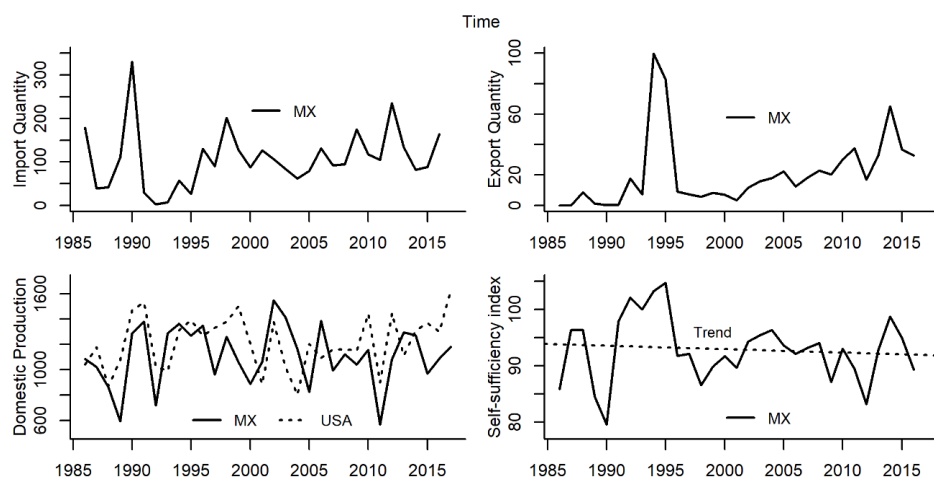 Time
Import Quantity
0 100 200 300
MX
1985 1990 1995 2000 2005 2010 2015
Export Quantity
0 20 60 100
MX
1985 1990 1995 2000 2005 2010 2015
Domestic Production
600 1000 1600
MX USA
1985 1990 1995 2000 2005 2010 2015
Self-sufficiency index
80 90 100
Trend
MX
1985 1990 1995 2000 2005 2010 2015